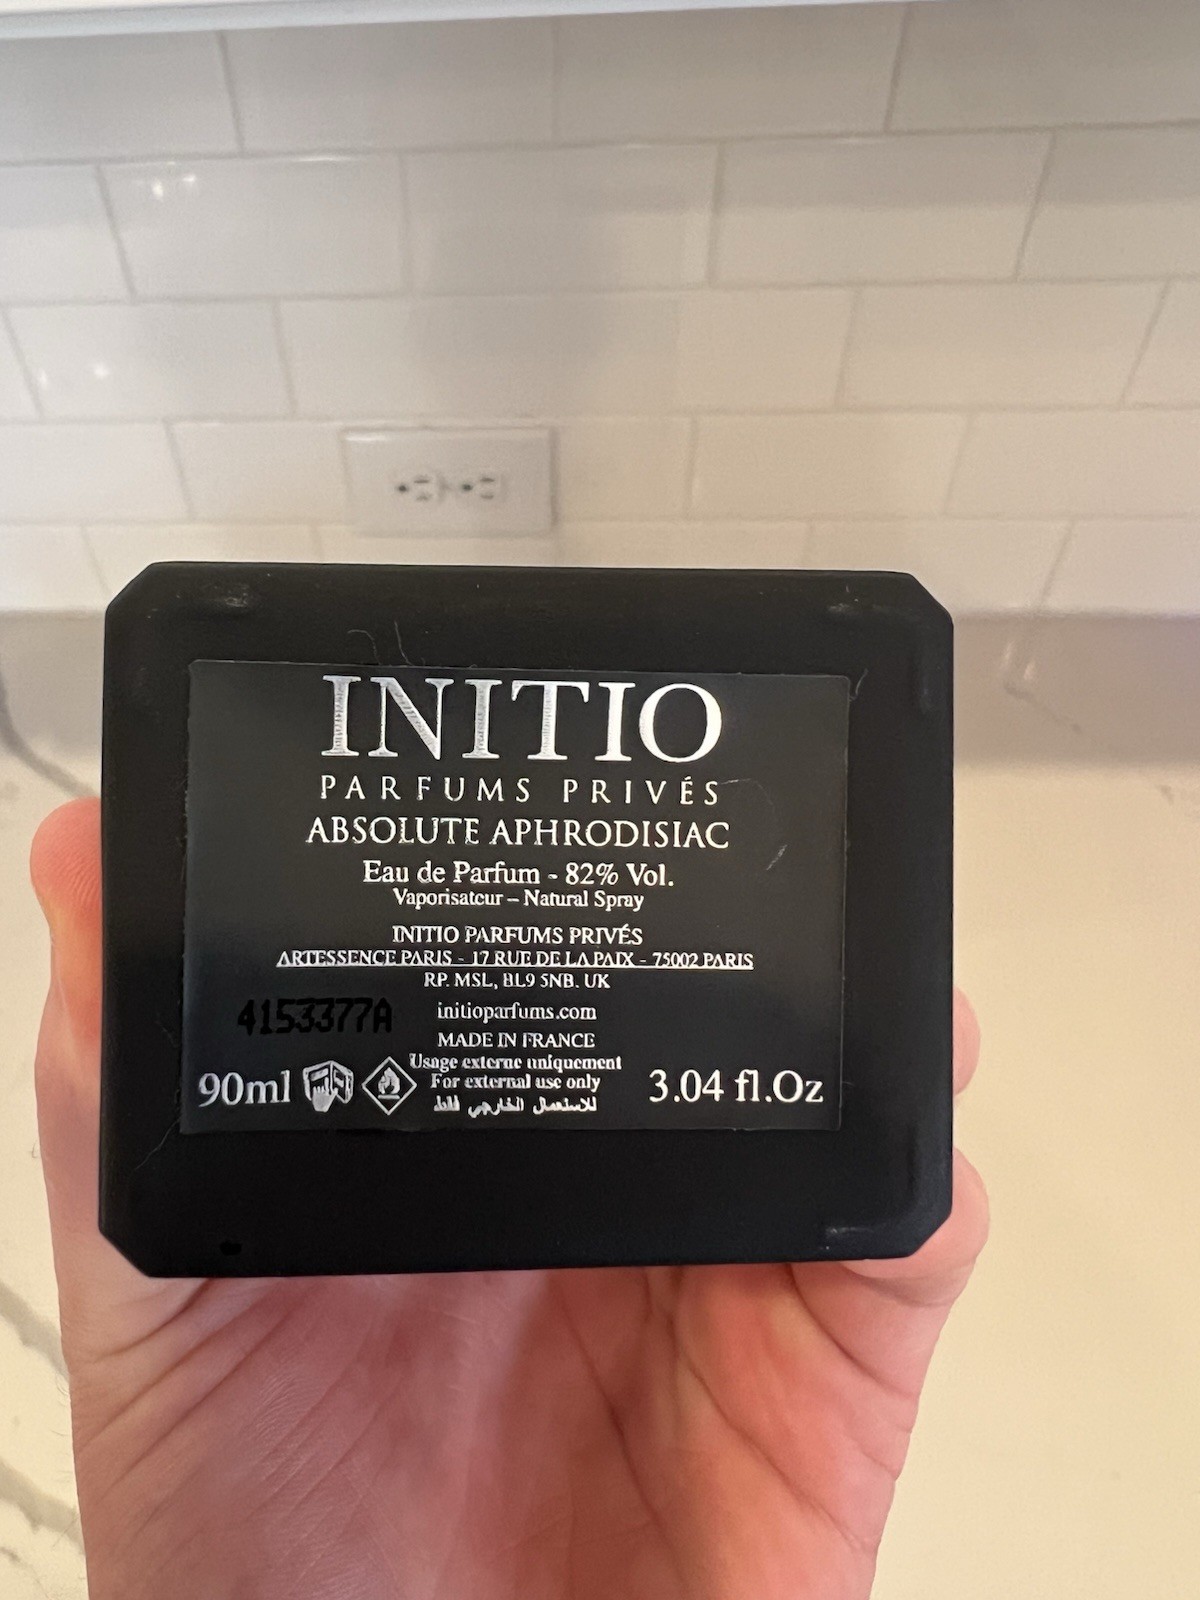 INITIO
PARFUMS PRIVÉS
ABSOLUTE APHRODISIAC
Eau de Parfum - 82% Vol.
Vaporisateur – Natural Spray
INITIO PARFUMS PRIVÉS
ARTESSENCE PARIS - 17 RUE DE LA PAIX - 75002 PARIS
RP. MSL, BL9 5NB. UK
4153377A
initioparfums.com
MADE IN FRANCE
Usage externe uniquement
For external use only
للاستعمال الخارجي فقط
90ml
3.04 fl.Oz